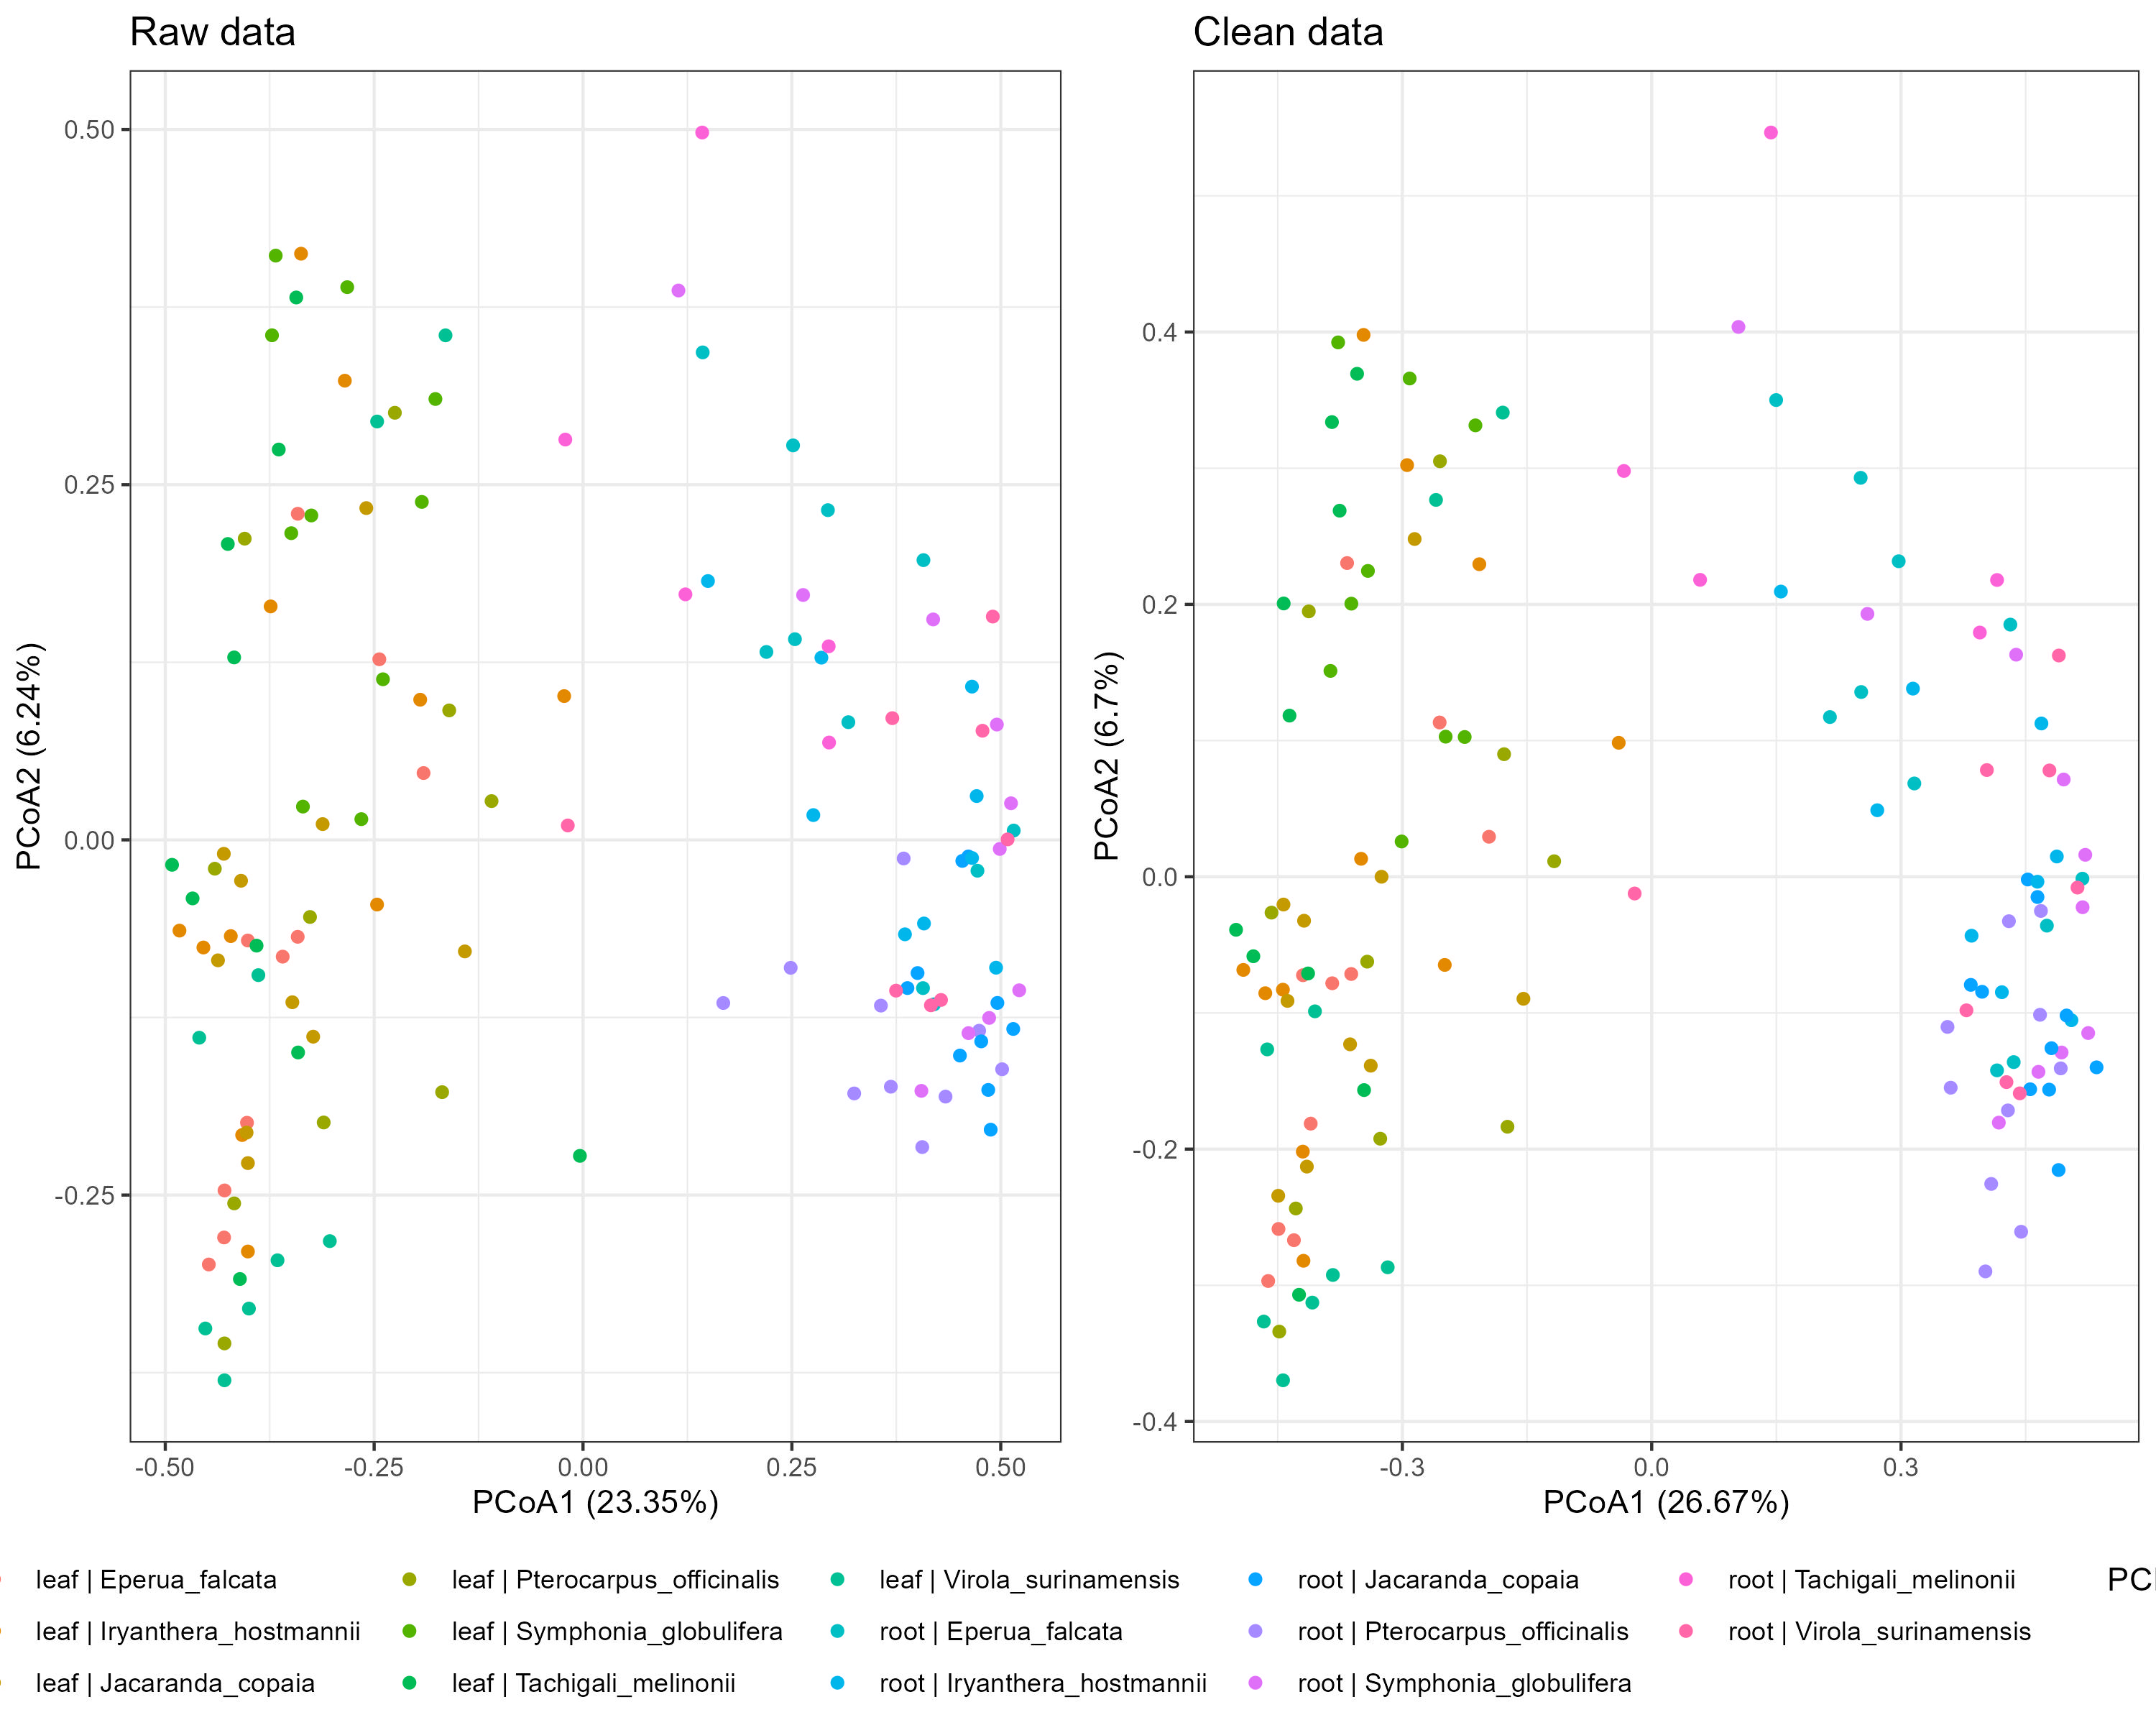 Raw data
Clean data
0.50
0.25
0.00
-0.25
PCoA2 (6.24%)
-0.50 -0.25 0.00 0.25 0.50
PCoA1 (23.35%)
0.4
0.2
0.0
-0.2
-0.4
PCoA2 (6.7%)
-0.3 0.0 0.3
PCoA1 (26.67%)
leaf | Eperua_falcata leaf | Pterocarpus_officinalis leaf | Virola_surinamensis root | Jacaranda_copaia root | Tachigali_melinonii
leaf | Iryanthera_hostmannii leaf | Symphonia_globulifera root | Eperua_falcata root | Pterocarpus_officinalis root | Virola_surinamensis
leaf | Jacaranda_copaia leaf | Tachigali_melinonii root | Iryanthera_hostmannii root | Symphonia_globulifera